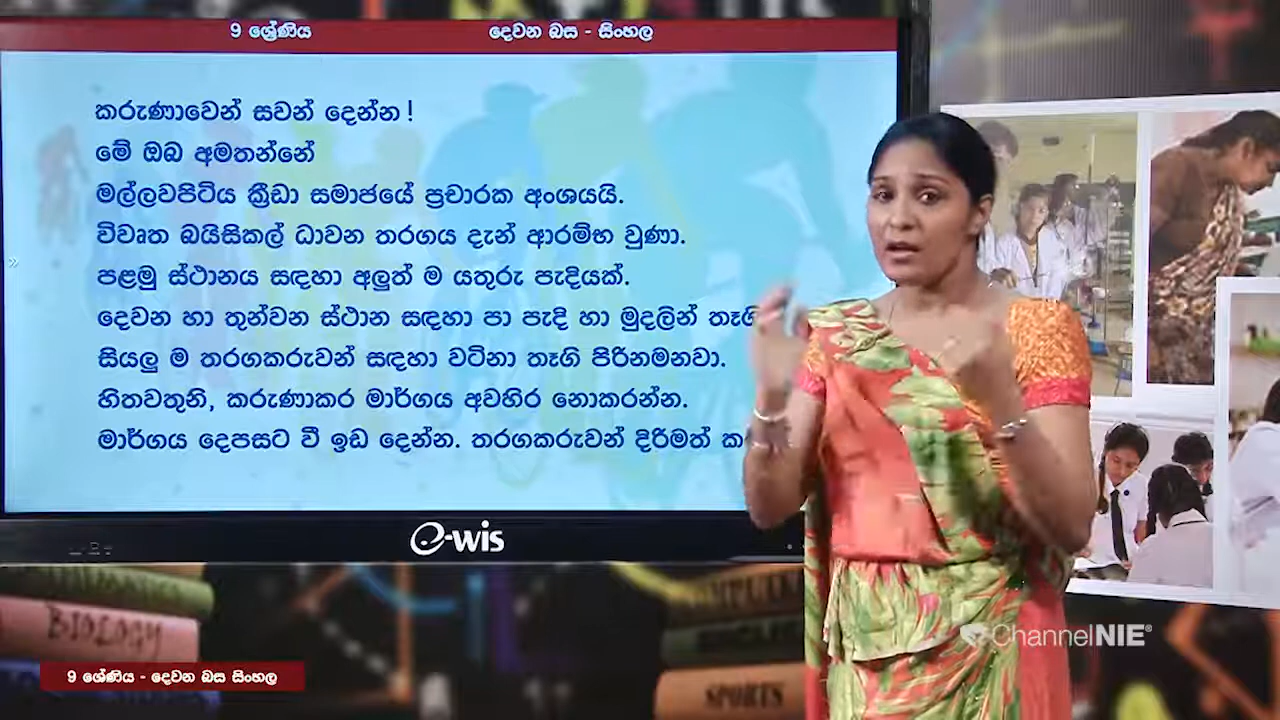 9 ශ්‍රේණිය
දෙවන බස - සිංහල
කරුණාවෙන් සවන් දෙන්න!
මේ ඔබ අමතන්නේ
මල්ලවපිටිය ක්‍රීඩා සමාජයේ ප්‍රචාරක අංශයයි.
විවෘත බයිසිකල් ධාවන තරගය දැන් ආරම්භ වුණා.
පළමු ස්ථානය සඳහා අලුත් ම යතුරු පැදියක්.
දෙවන හා තුන්වන ස්ථාන සඳහා පා පැදි හා මුදලින්
සියලු ම තරගකරුවන් සඳහා වටිනා තෑගි පිරිනමනවා.
හිතවතුනි, කරුණාකර මාර්ගය අවහිර නොකරන්න.
මාර්ගය දෙපසට වී ඉඩ දෙන්න. තරගකරුවන් දිරිමත්
e-wis
BIOLOGY
SPORTS
ChannelNIE®
9 ශ්‍රේණිය - දෙවන බස සිංහල